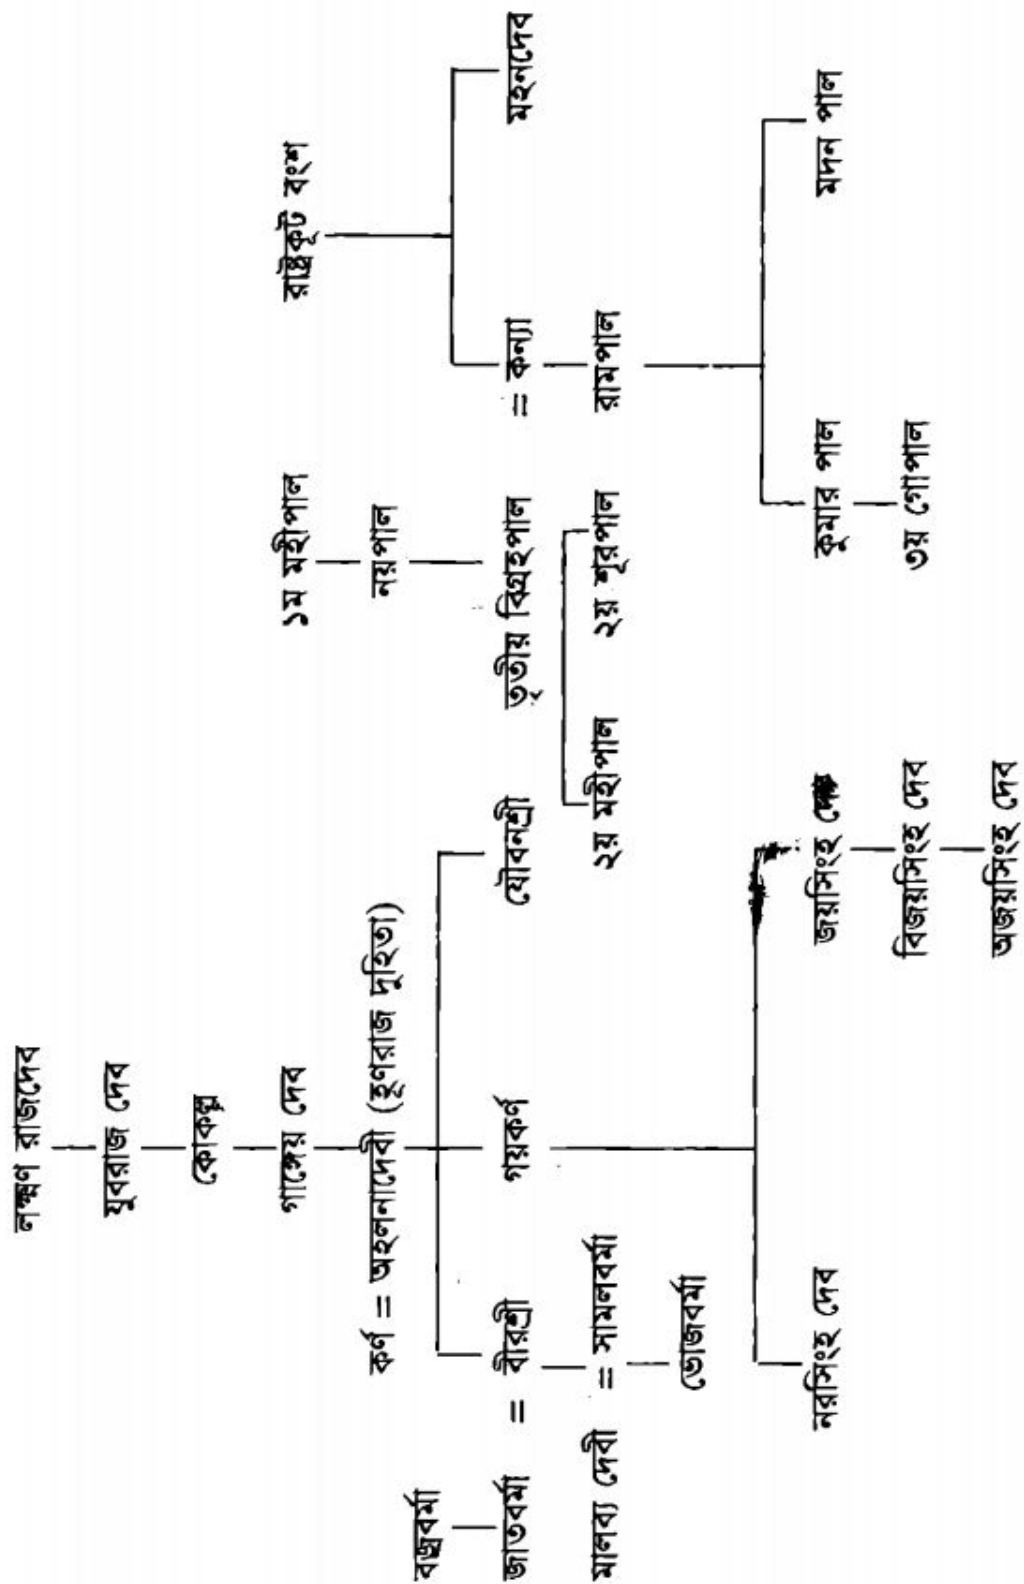 লক্ষ্মণ রাজদেব
যুবরাজ দেব
কোকল্ল
গাঙ্গেয় দেব
১ম মহীপাল
রাষ্ট্রকূট বংশ
কর্ণ = অহলনাদেবী (হূণরাজ দুহিতা)
নয়পাল
বজ্রবর্মা
জাতবর্মা = বীরশ্রী
গয়কর্ণ
যৌবনশ্রী
তৃতীয় বিগ্রহপাল = কন্যা
মহনদেব
মালব্য দেবী = সামলবর্মা
২য় মহীপাল
২য় শূরপাল
রামপাল
ভোজবর্মা
নরসিংহ দেব
জয়সিংহ দেব
কুমার পাল
মদন পাল
বিজয়সিংহ দেব
৩য় গোপাল
অজয়সিংহ দেব